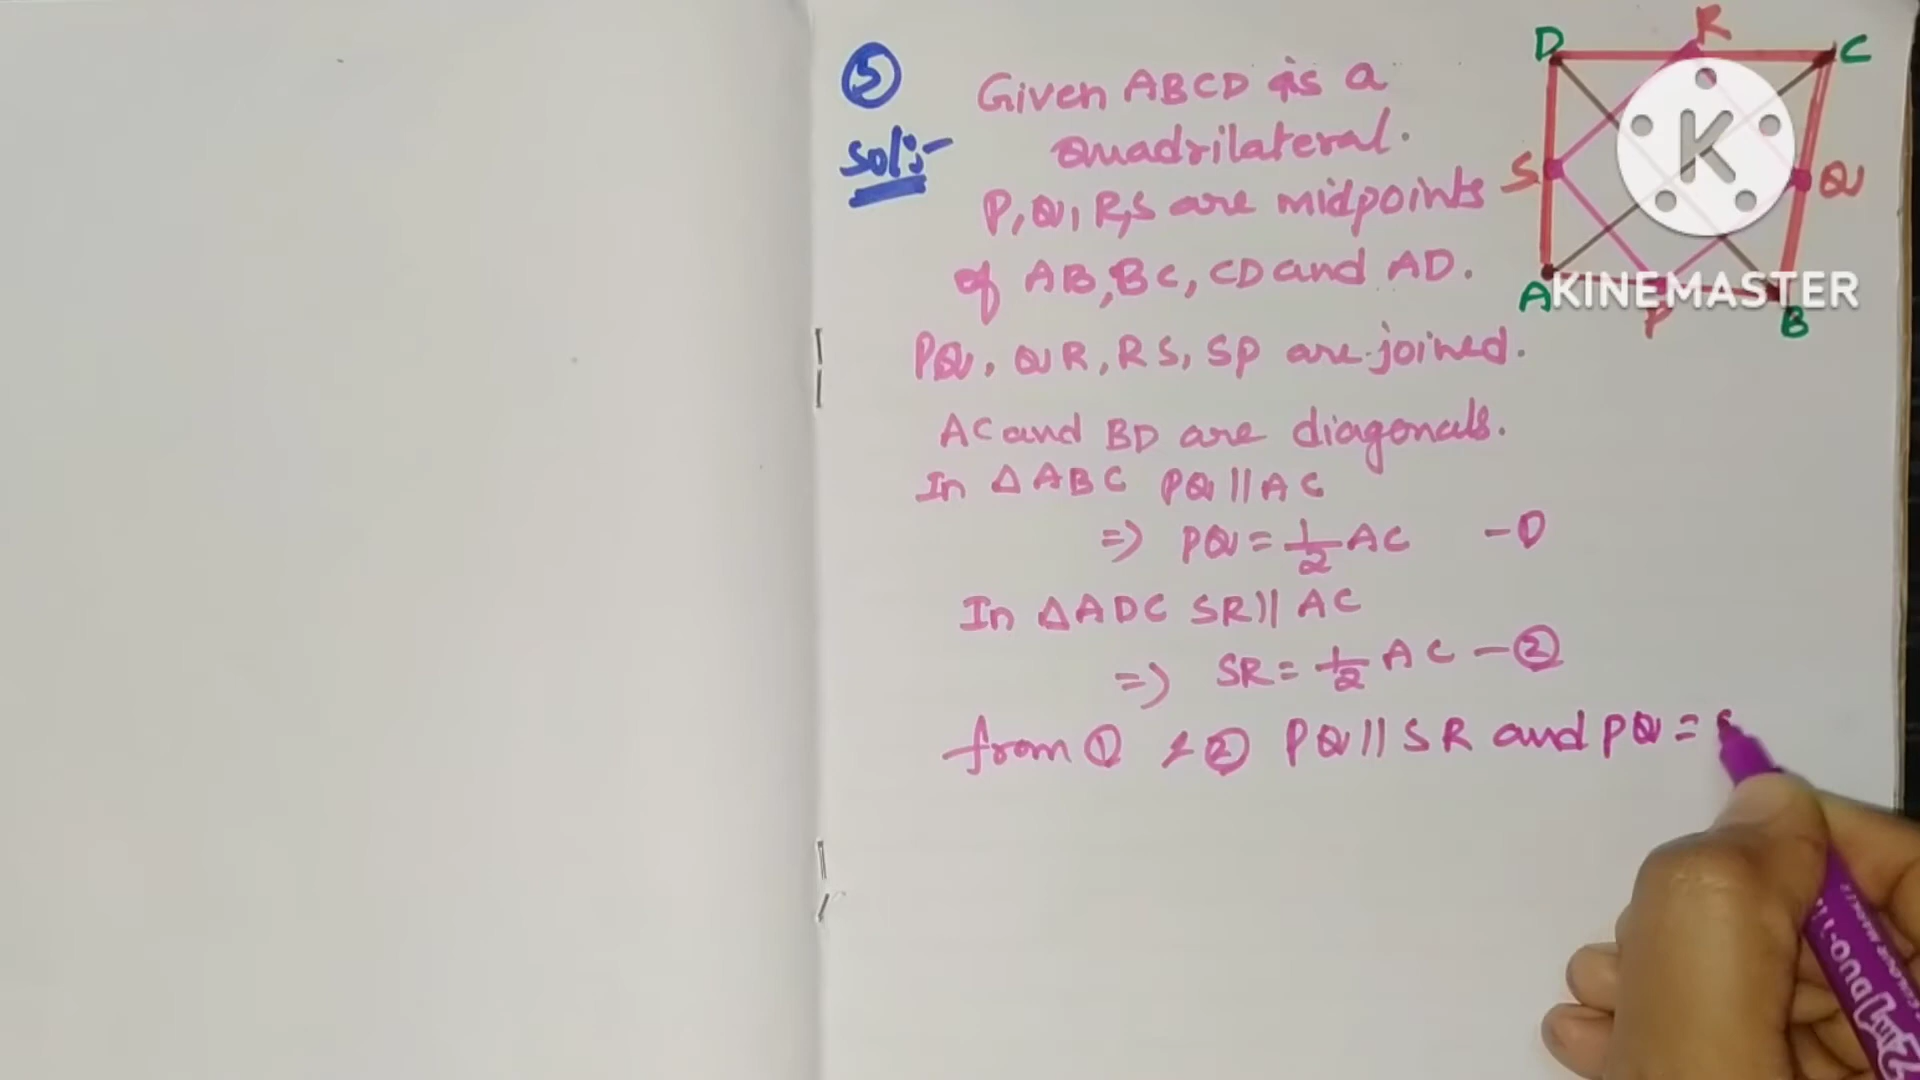 5
Sol:-
Given ABCD is a
Quadrilateral.
P, Q, R, S are midpoints
of AB, BC, CD and AD.
PQ, QR, RS, SP are joined.
AC and BD are diagonals.
In △ABC PQ || AC
=> PQ = 1/2 AC - ①
In △ADC SR || AC
=> SR = 1/2 AC - ②
from ① & ② PQ || SR and PQ = S
D R C
S Q
A P B
K
KINEMASTER